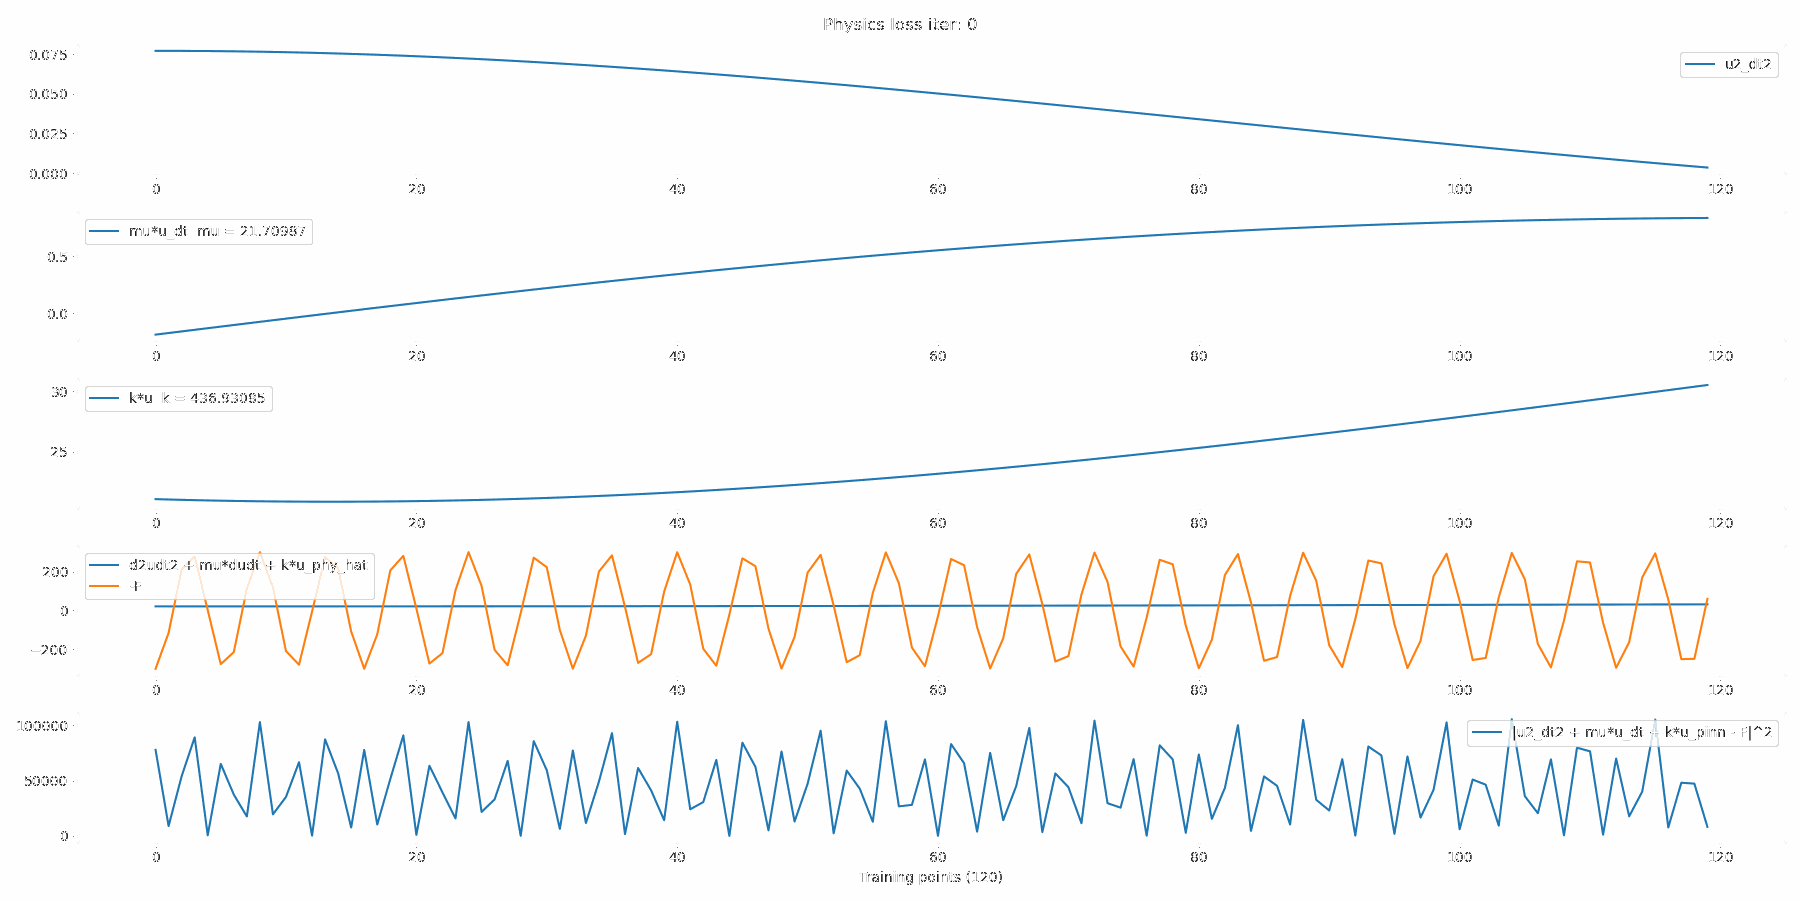 Physics loss iter: 0
0.075
0.050
0.025
0.000
u2_dt2
0 20 40 60 80 100 120
mu*u_dt mu = 21.70987
0.5
0.0
0 20 40 60 80 100 120
k*u k = 436.93095
30
25
0 20 40 60 80 100 120
d2udt2 + mu*dudt + k*u_phy_hat
200
0
−200
0 20 40 60 80 100 120
|u2_dt2 + mu*u_dt + k*u_pinn - F|^2
100000
50000
0
0 20 40 60 80 100 120
Training points (120)